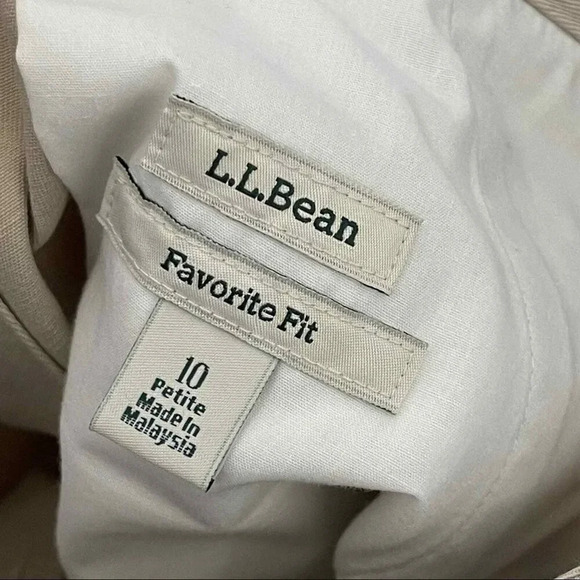 L.L.Bean
Favorite Fit
10
Petite
Made In
Malaysia